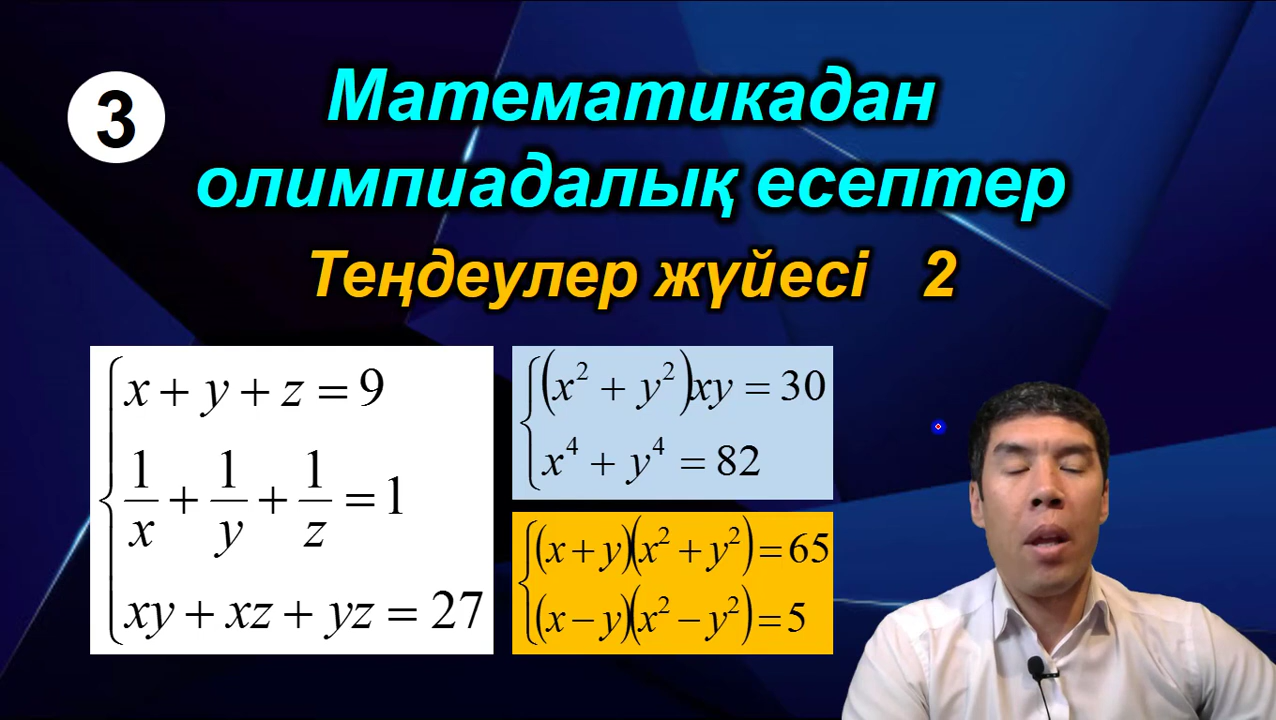 3
Математикадан
олимпиадалық есептер
Теңдеулер жүйесі 2
x + y + z = 9
1/x + 1/y + 1/z = 1
xy + xz + yz = 27
(x² + y²)xy = 30
x⁴ + y⁴ = 82
(x + y)(x² + y²) = 65
(x − y)(x² − y²) = 5